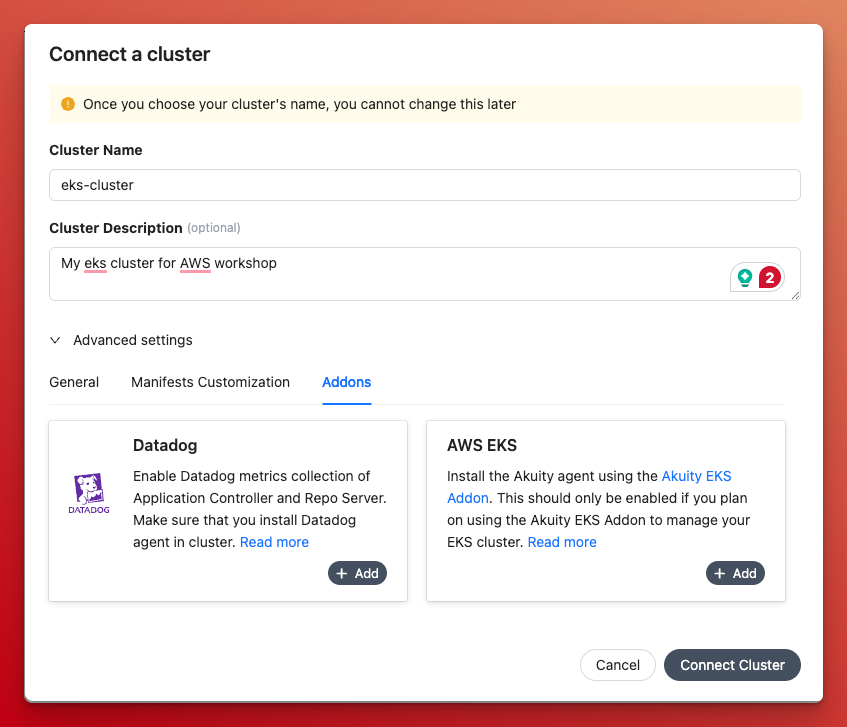 Connect a cluster
! Once you choose your cluster's name, you cannot change this later
Cluster Name
eks-cluster
Cluster Description (optional)
My eks cluster for AWS workshop
2
Advanced settings
General Manifests Customization Addons
Datadog
Enable Datadog metrics collection of
Application Controller and Repo Server.
Make sure that you install Datadog
agent in cluster. Read more
DATADOG
+ Add
AWS EKS
Install the Akuity agent using the Akuity EKS
Addon. This should only be enabled if you plan
on using the Akuity EKS Addon to manage your
EKS cluster. Read more
+ Add
Cancel Connect Cluster